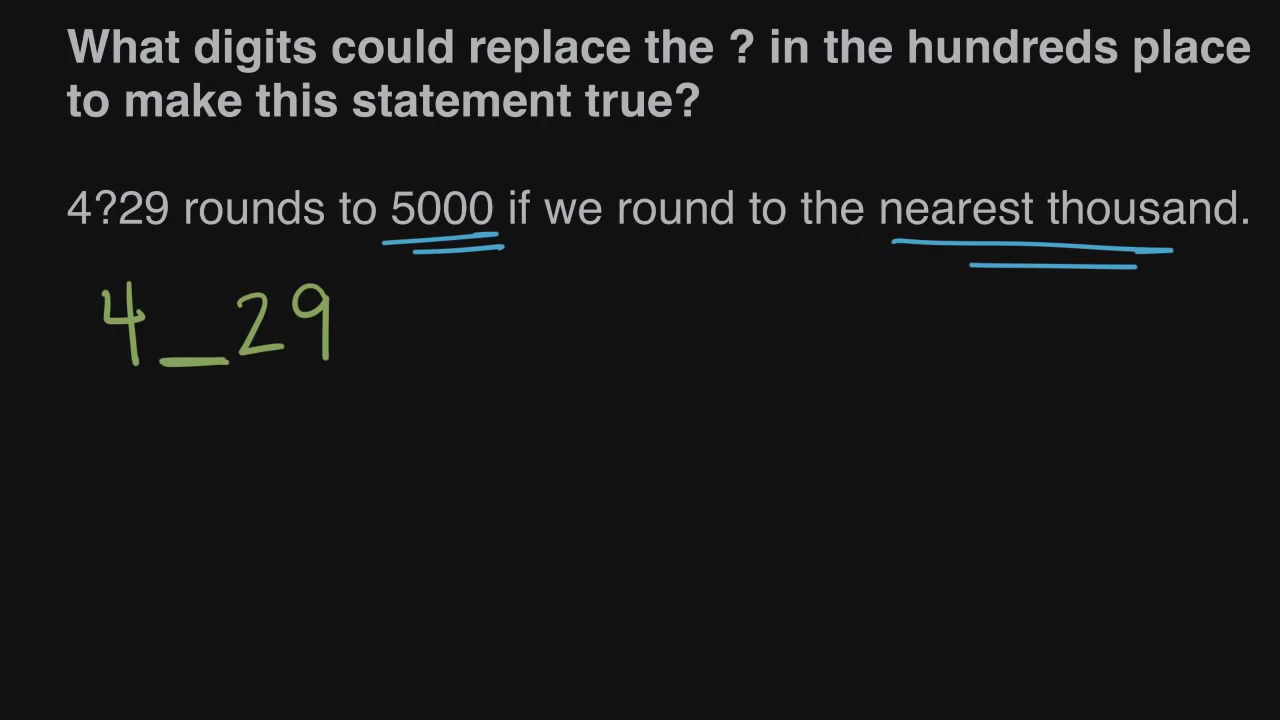 What digits could replace the ? in the hundreds place
to make this statement true?
4?29 rounds to 5000 if we round to the nearest thousand.
4_29